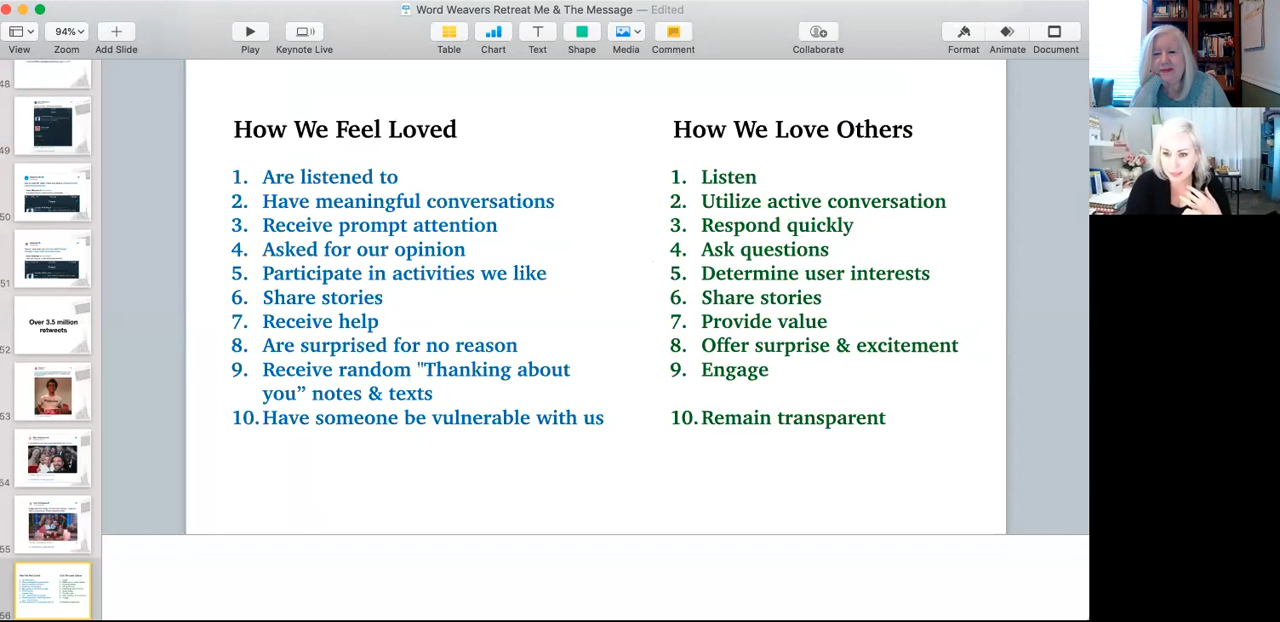 Word Weavers Retreat Me & The Message — Edited
94%
View
Zoom
Add Slide
Play
Keynote Live
Table
Chart
Text
Shape
Media
Comment
Collaborate
Format
Animate
Document
48
49
50
51
Over 3.5 million
retweets
52
53
54
55
56
How We Feel Loved
1. Are listened to
2. Have meaningful conversations
3. Receive prompt attention
4. Asked for our opinion
5. Participate in activities we like
6. Share stories
7. Receive help
8. Are surprised for no reason
9. Receive random "Thanking about
you” notes & texts
10. Have someone be vulnerable with us
How We Love Others
1. Listen
2. Utilize active conversation
3. Respond quickly
4. Ask questions
5. Determine user interests
6. Share stories
7. Provide value
8. Offer surprise & excitement
9. Engage
10. Remain transparent